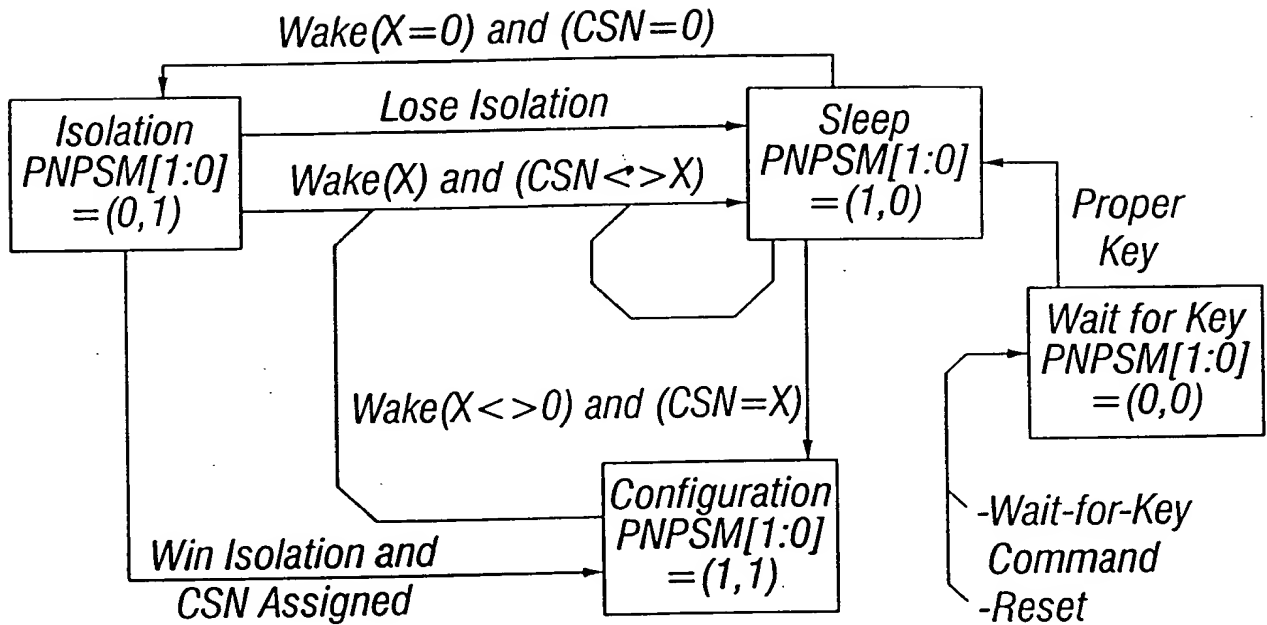 Wake(X=0) and (CSN=0)
Isolation
PNPSM[1:0]
=(0,1)
Lose Isolation
Wake(X) and (CSN<>X)
Sleep
PNPSM[1:0]
=(1,0)
Proper
Key
Wait for Key
PNPSM[1:0]
=(0,0)
Wake(X<>0) and (CSN=X)
Configuration
PNPSM[1:0]
=(1,1)
Win Isolation and
CSN Assigned
-Wait-for-Key
Command
-Reset